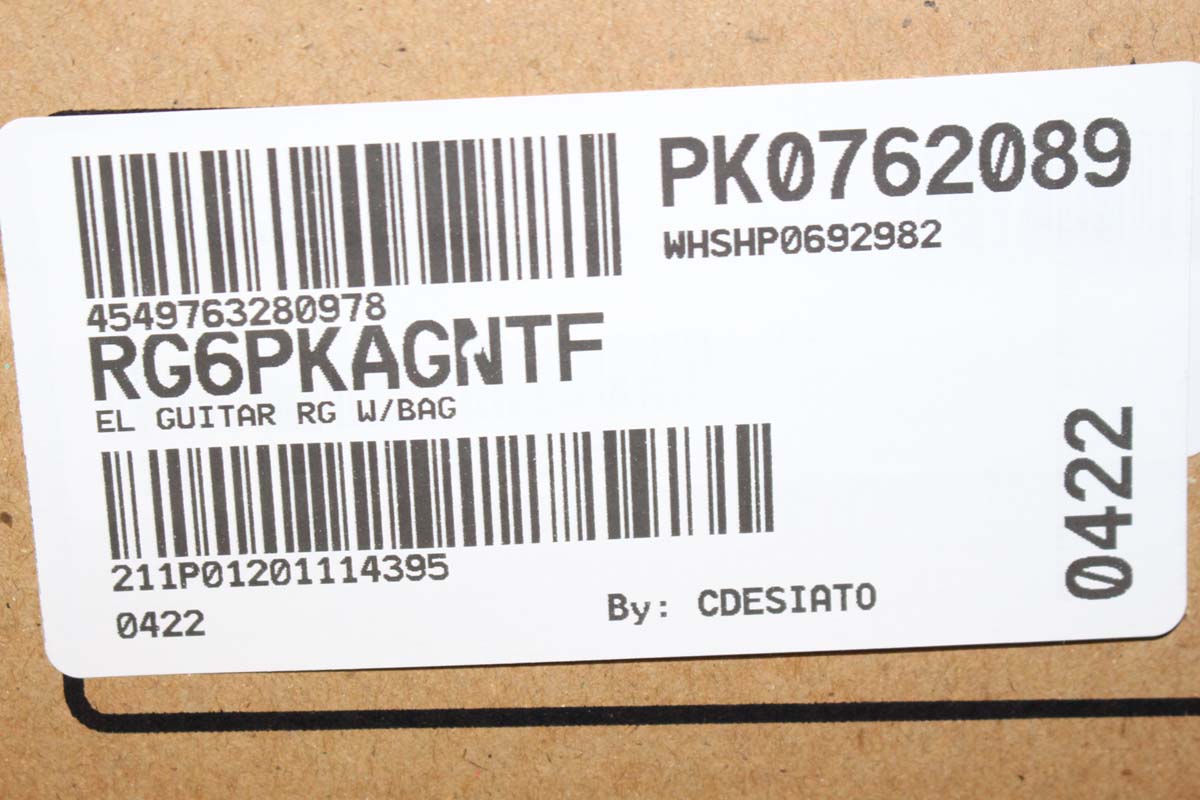 PK0762089
WHSHP0692982
4549763280978
RG6PKAGNTF
EL GUITAR RG W/BAG
211P01201114395
0422
By: CDESIATO
0422